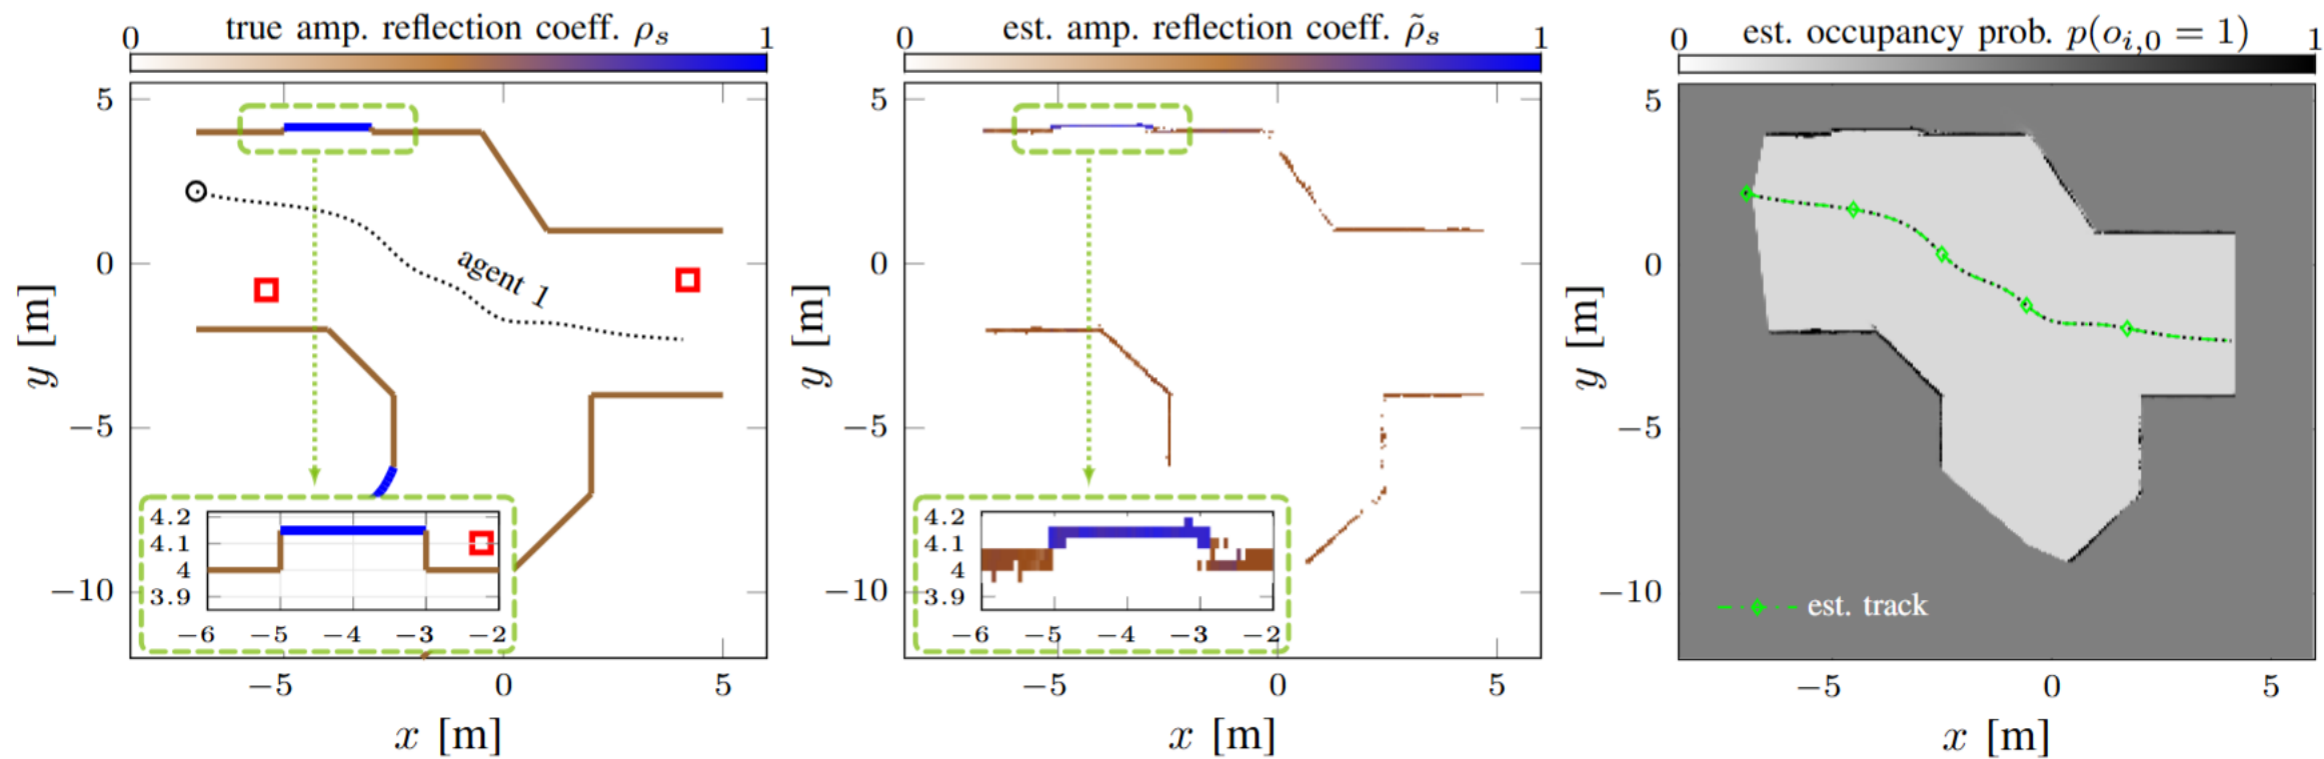 true amp. reflection coeff. ρₛ
0 1
5
0
−5
−10
y [m]
agent 1
4.2
4.1
4
3.9
−6 −5 −4 −3 −2
−5 0 5
x [m]
est. amp. reflection coeff. ρ̃ₛ
0 1
5
0
−5
−10
y [m]
4.2
4.1
4
3.9
−6 −5 −4 −3 −2
−5 0 5
x [m]
est. occupancy prob. p(oᵢ,₀ = 1)
0 1
5
0
−5
−10
y [m]
est. track
−5 0 5
x [m]